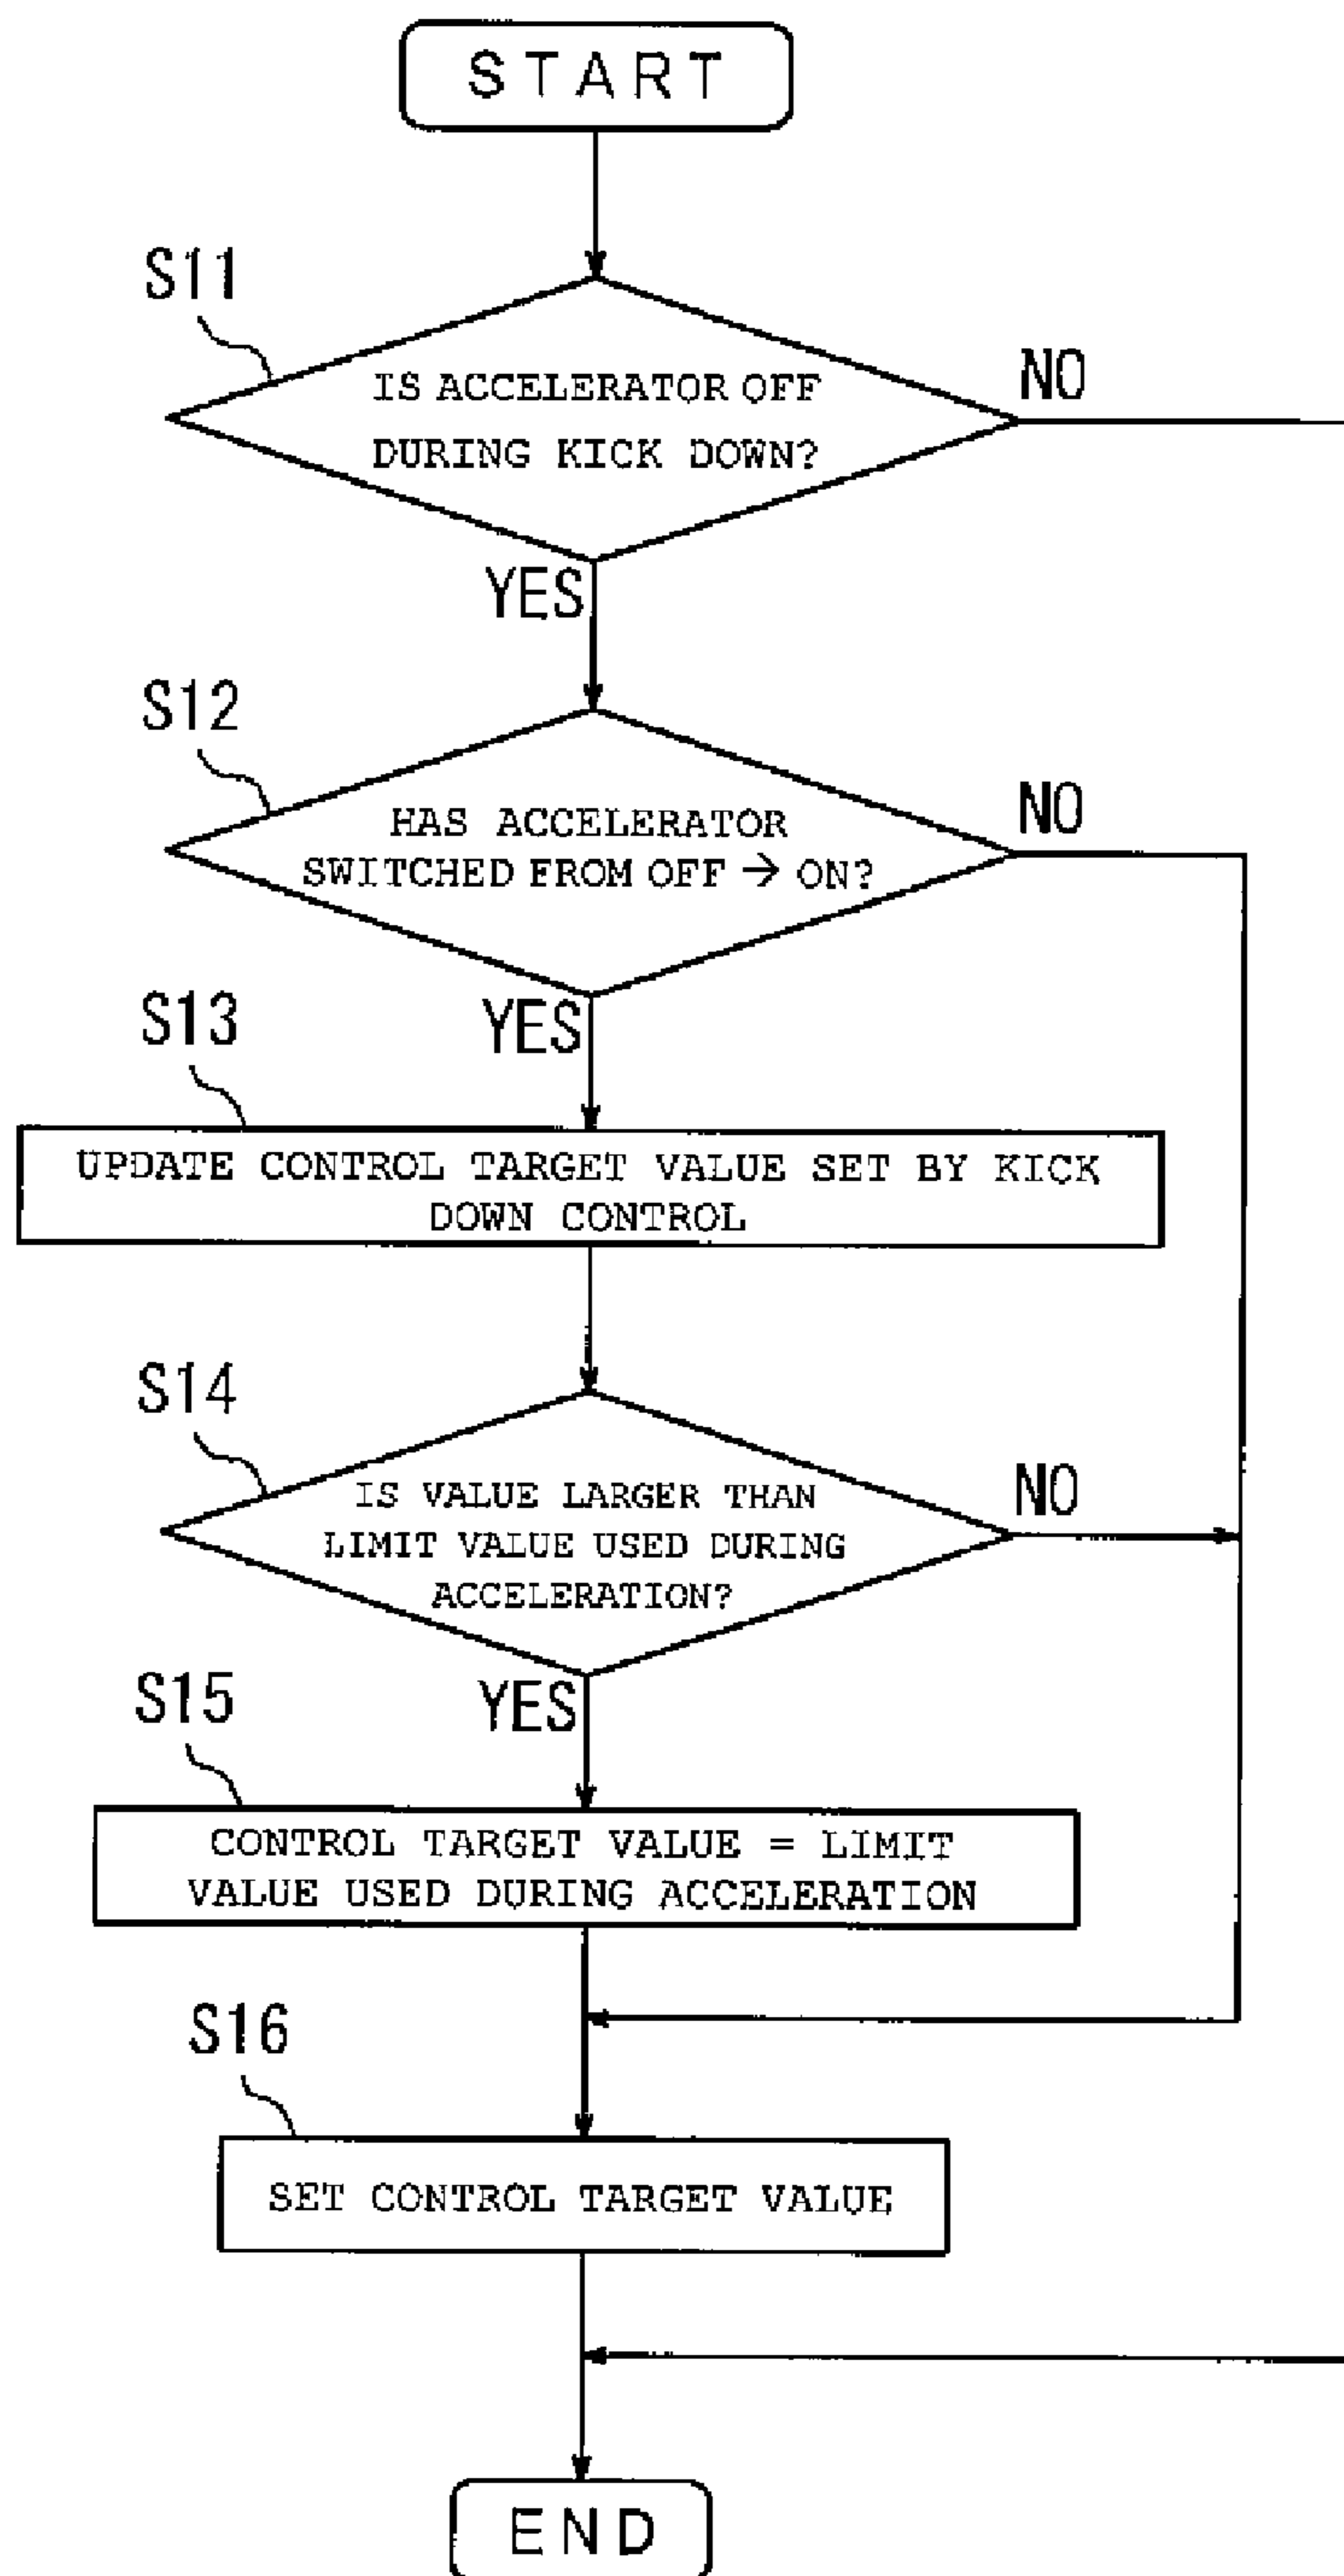 START
S11
IS ACCELERATOR OFF
DURING KICK DOWN?
NO
YES
S12
HAS ACCELERATOR
SWITCHED FROM OFF → ON?
NO
YES
S13
UPDATE CONTROL TARGET VALUE SET BY KICK
DOWN CONTROL
S14
IS VALUE LARGER THAN
LIMIT VALUE USED DURING
ACCELERATION?
NO
YES
S15
CONTROL TARGET VALUE = LIMIT
VALUE USED DURING ACCELERATION
S16
SET CONTROL TARGET VALUE
END